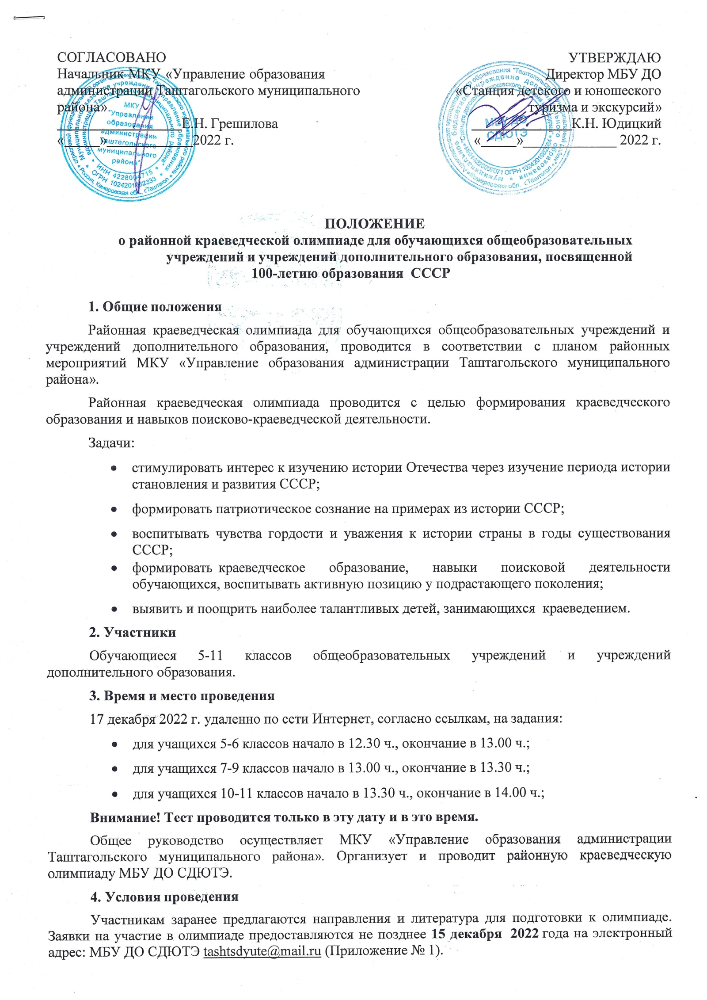 СОГЛАСОВАНО
Начальник МКУ «Управление образования
администрации Таштагольского муниципального
района»
Е.Н. Грешилова
«_____»____________2022 г.
УТВЕРЖДАЮ
Директор МБУ ДО
«Станция детского и юношеского
туризма и экскурсий»
______________К.Н. Юдицкий
«_____»_____________ 2022 г.
МКУ
"Управление
образования
администрации
Таштагольского
муниципального
района"
МБУ ДО
СДЮТЭ
ПОЛОЖЕНИЕ
о районной краеведческой олимпиаде для обучающихся общеобразовательных
учреждений и учреждений дополнительного образования, посвященной
100-летию образования СССР
1. Общие положения
Районная краеведческая олимпиада для обучающихся общеобразовательных учреждений и
учреждений дополнительного образования, проводится в соответствии с планом районных
мероприятий МКУ «Управление образования администрации Таштагольского муниципального
района».
Районная краеведческая олимпиада проводится с целью формирования краеведческого
образования и навыков поисково-краеведческой деятельности.
Задачи:
• стимулировать интерес к изучению истории Отечества через изучение периода истории
становления и развития СССР;
• формировать патриотическое сознание на примерах из истории СССР;
• воспитывать чувства гордости и уважения к истории страны в годы существования
СССР;
• формировать краеведческое образование, навыки поисковой деятельности
обучающихся, воспитывать активную позицию у подрастающего поколения;
• выявить и поощрить наиболее талантливых детей, занимающихся краеведением.
2. Участники
Обучающиеся 5-11 классов общеобразовательных учреждений и учреждений
дополнительного образования.
3. Время и место проведения
17 декабря 2022 г. удаленно по сети Интернет, согласно ссылкам, на задания:
• для учащихся 5-6 классов начало в 12.30 ч., окончание в 13.00 ч.;
• для учащихся 7-9 классов начало в 13.00 ч., окончание в 13.30 ч.;
• для учащихся 10-11 классов начало в 13.30 ч., окончание в 14.00 ч.;
Внимание! Тест проводится только в эту дату и в это время.
Общее руководство осуществляет МКУ «Управление образования администрации
Таштагольского муниципального района». Организует и проводит районную краеведческую
олимпиаду МБУ ДО СДЮТЭ.
4. Условия проведения
Участникам заранее предлагаются направления и литература для подготовки к олимпиаде.
Заявки на участие в олимпиаде предоставляются не позднее 15 декабря 2022 года на электронный
адрес: МБУ ДО СДЮТЭ tashtsdyute@mail.ru (Приложение № 1).